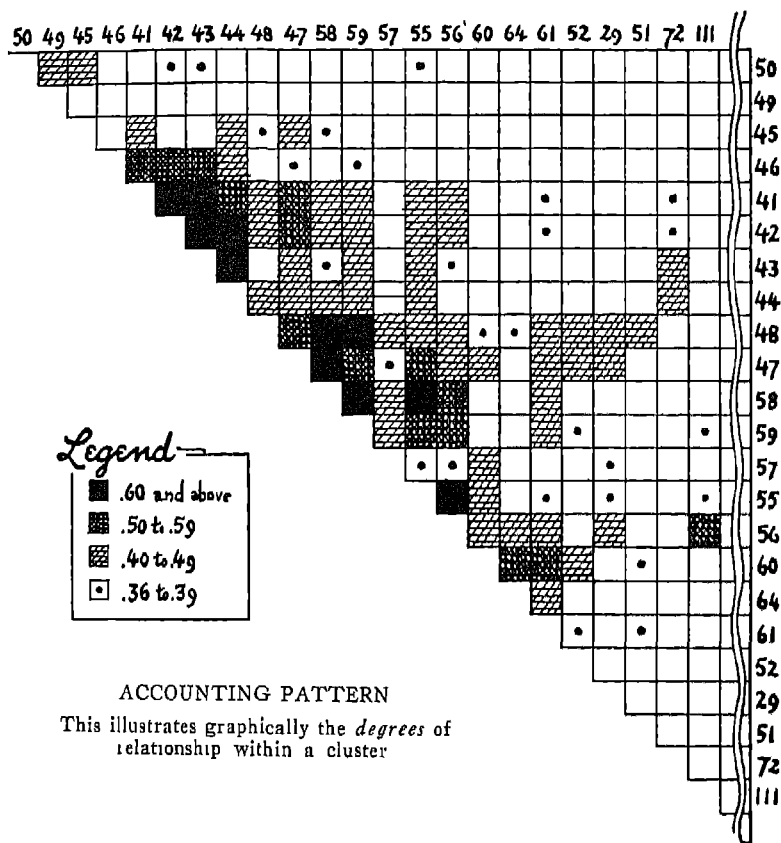 50 49 45 46 41 42 43 44 48 47 58 59 57 55 56 60 64 61 52 29 51 72 111
50
49
45
46
41
42
43
44
48
47
58
59
57
55
56
60
64
61
52
29
51
72
111
Legend
.60 and above
.50 to .59
.40 to .49
.36 to .39
ACCOUNTING PATTERN
This illustrates graphically the degrees of
relationship within a cluster